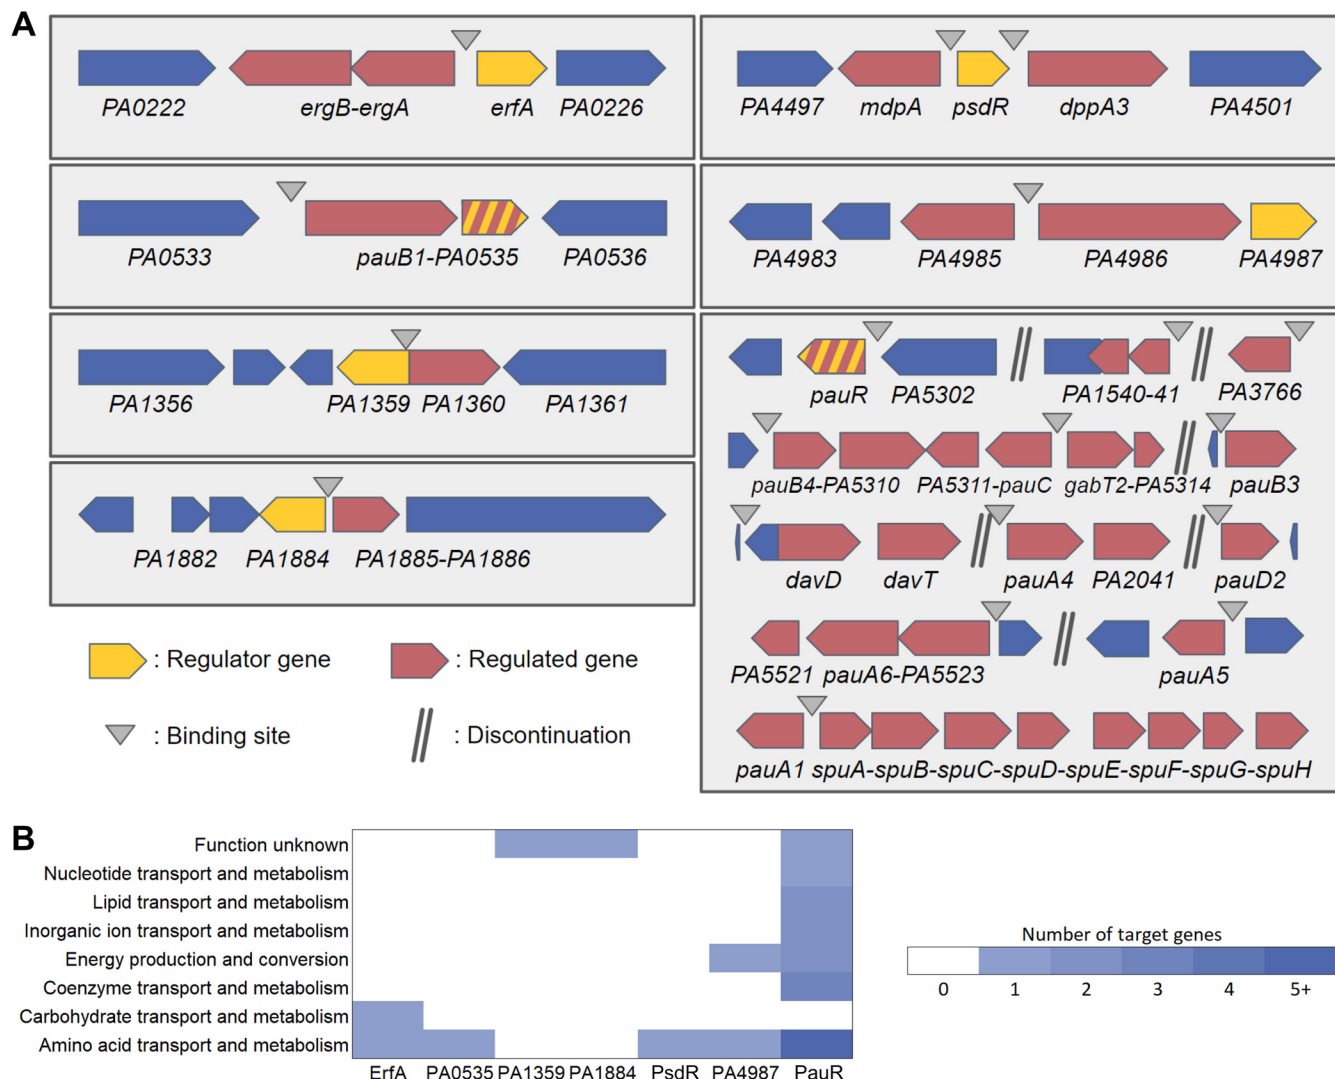 A
PA0222 ergB-ergA erfA PA0226
PA4497 mdpA psdR dppA3 PA4501
PA0533 pauB1-PA0535 PA0536
PA4983 PA4985 PA4986 PA4987
PA1356 PA1359 PA1360 PA1361
pauR PA5302 PA1540-41 PA3766
pauB4-PA5310 PA5311-pauC gabT2-PA5314 pauB3
PA1882 PA1884 PA1885-PA1886
davD davT pauA4 PA2041 pauD2
: Regulator gene : Regulated gene
PA5521 pauA6-PA5523 pauA5
: Binding site : Discontinuation
pauA1 spuA-spuB-spuC-spuD-spuE-spuF-spuG-spuH
B
Function unknown
Nucleotide transport and metabolism
Lipid transport and metabolism
Inorganic ion transport and metabolism
Energy production and conversion
Coenzyme transport and metabolism
Carbohydrate transport and metabolism
Amino acid transport and metabolism
ErfA PA0535 PA1359 PA1884 PsdR PA4987 PauR
Number of target genes
0 1 2 3 4 5+